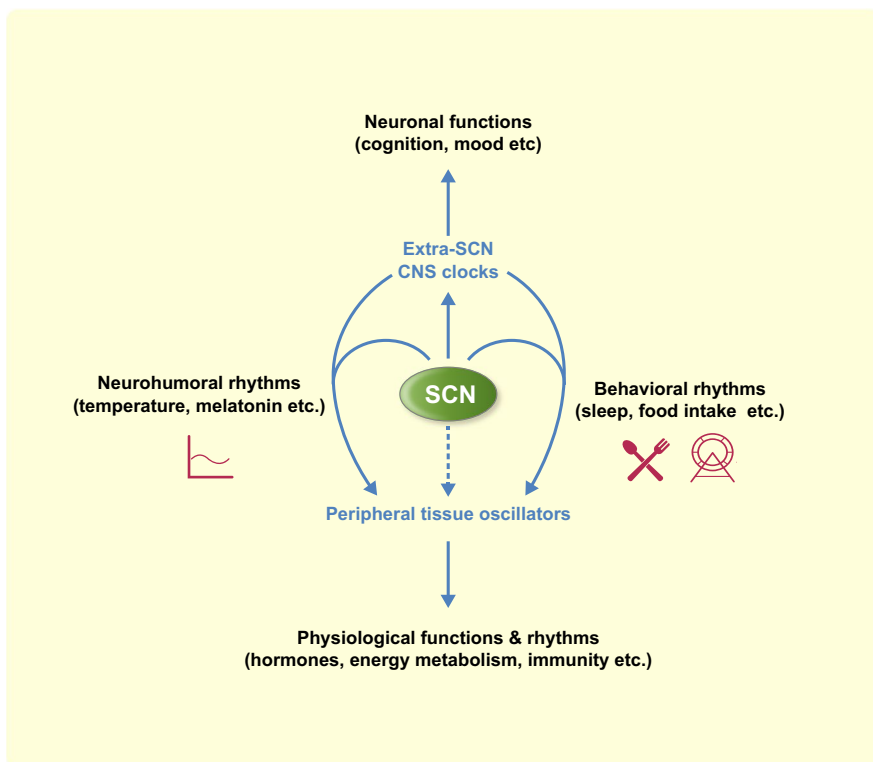 Neuronal functions
(cognition, mood etc)
Extra-SCN
CNS clocks
SCN
Neurohumoral rhythms
(temperature, melatonin etc.)
Behavioral rhythms
(sleep, food intake  etc.)
Peripheral tissue oscillators
Physiological functions & rhythms
(hormones, energy metabolism, immunity etc.)